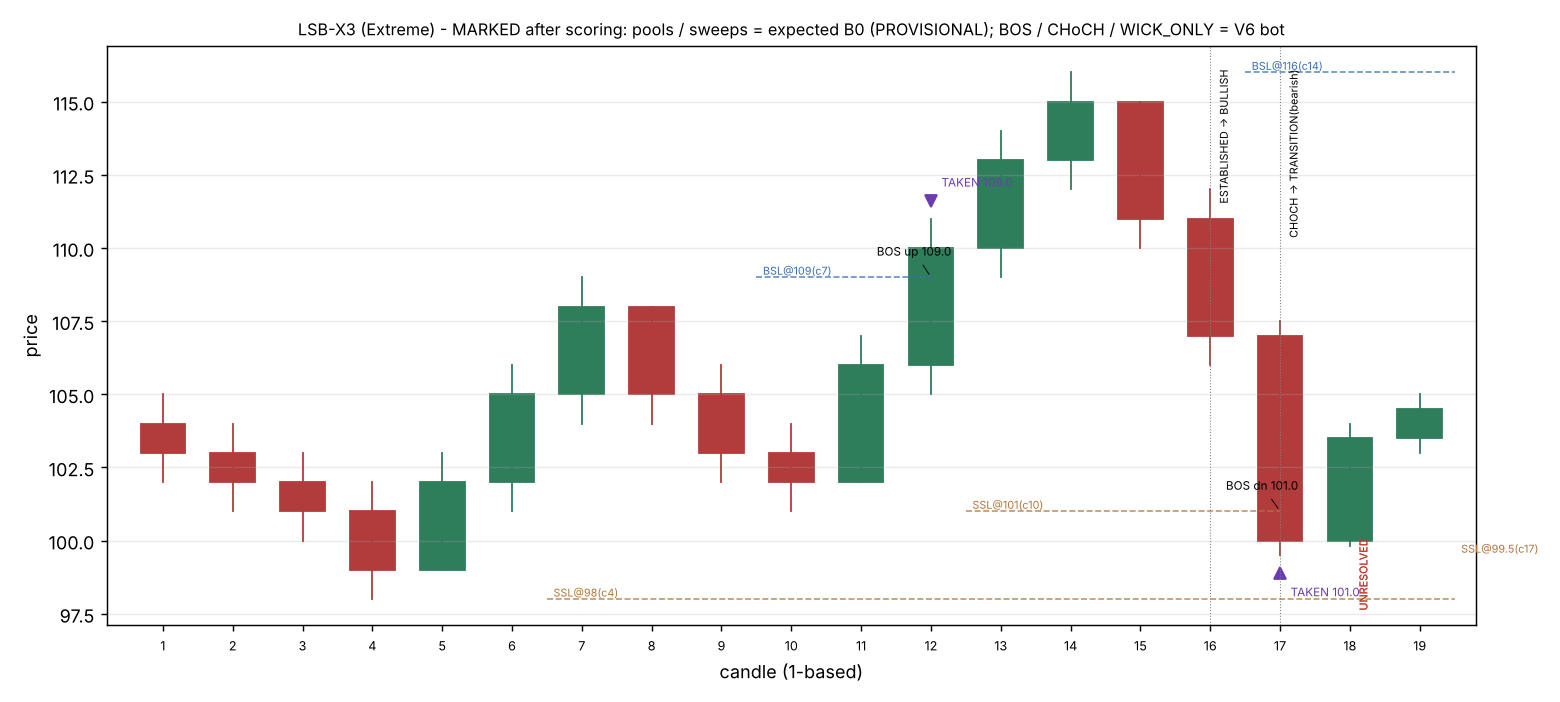 LSB-X3 (Extreme) - MARKED after scoring: pools / sweeps = expected B0 (PROVISIONAL); BOS / CHoCH / WICK_ONLY = V6 bot
BSL@116(c14)
ESTABLISHED → BULLISH
CHOCH → TRANSITION(bearish)
TAKEN 109.0
BOS up 109.0
BSL@109(c7)
BOS dn 101.0
SSL@101(c10)
SSL@99.5(c17)
UNRESOLVED
SSL@98(c4)
TAKEN 101.0
price
115.0
112.5
110.0
107.5
105.0
102.5
100.0
97.5
1 2 3 4 5 6 7 8 9 10 11 12 13 14 15 16 17 18 19
candle (1-based)